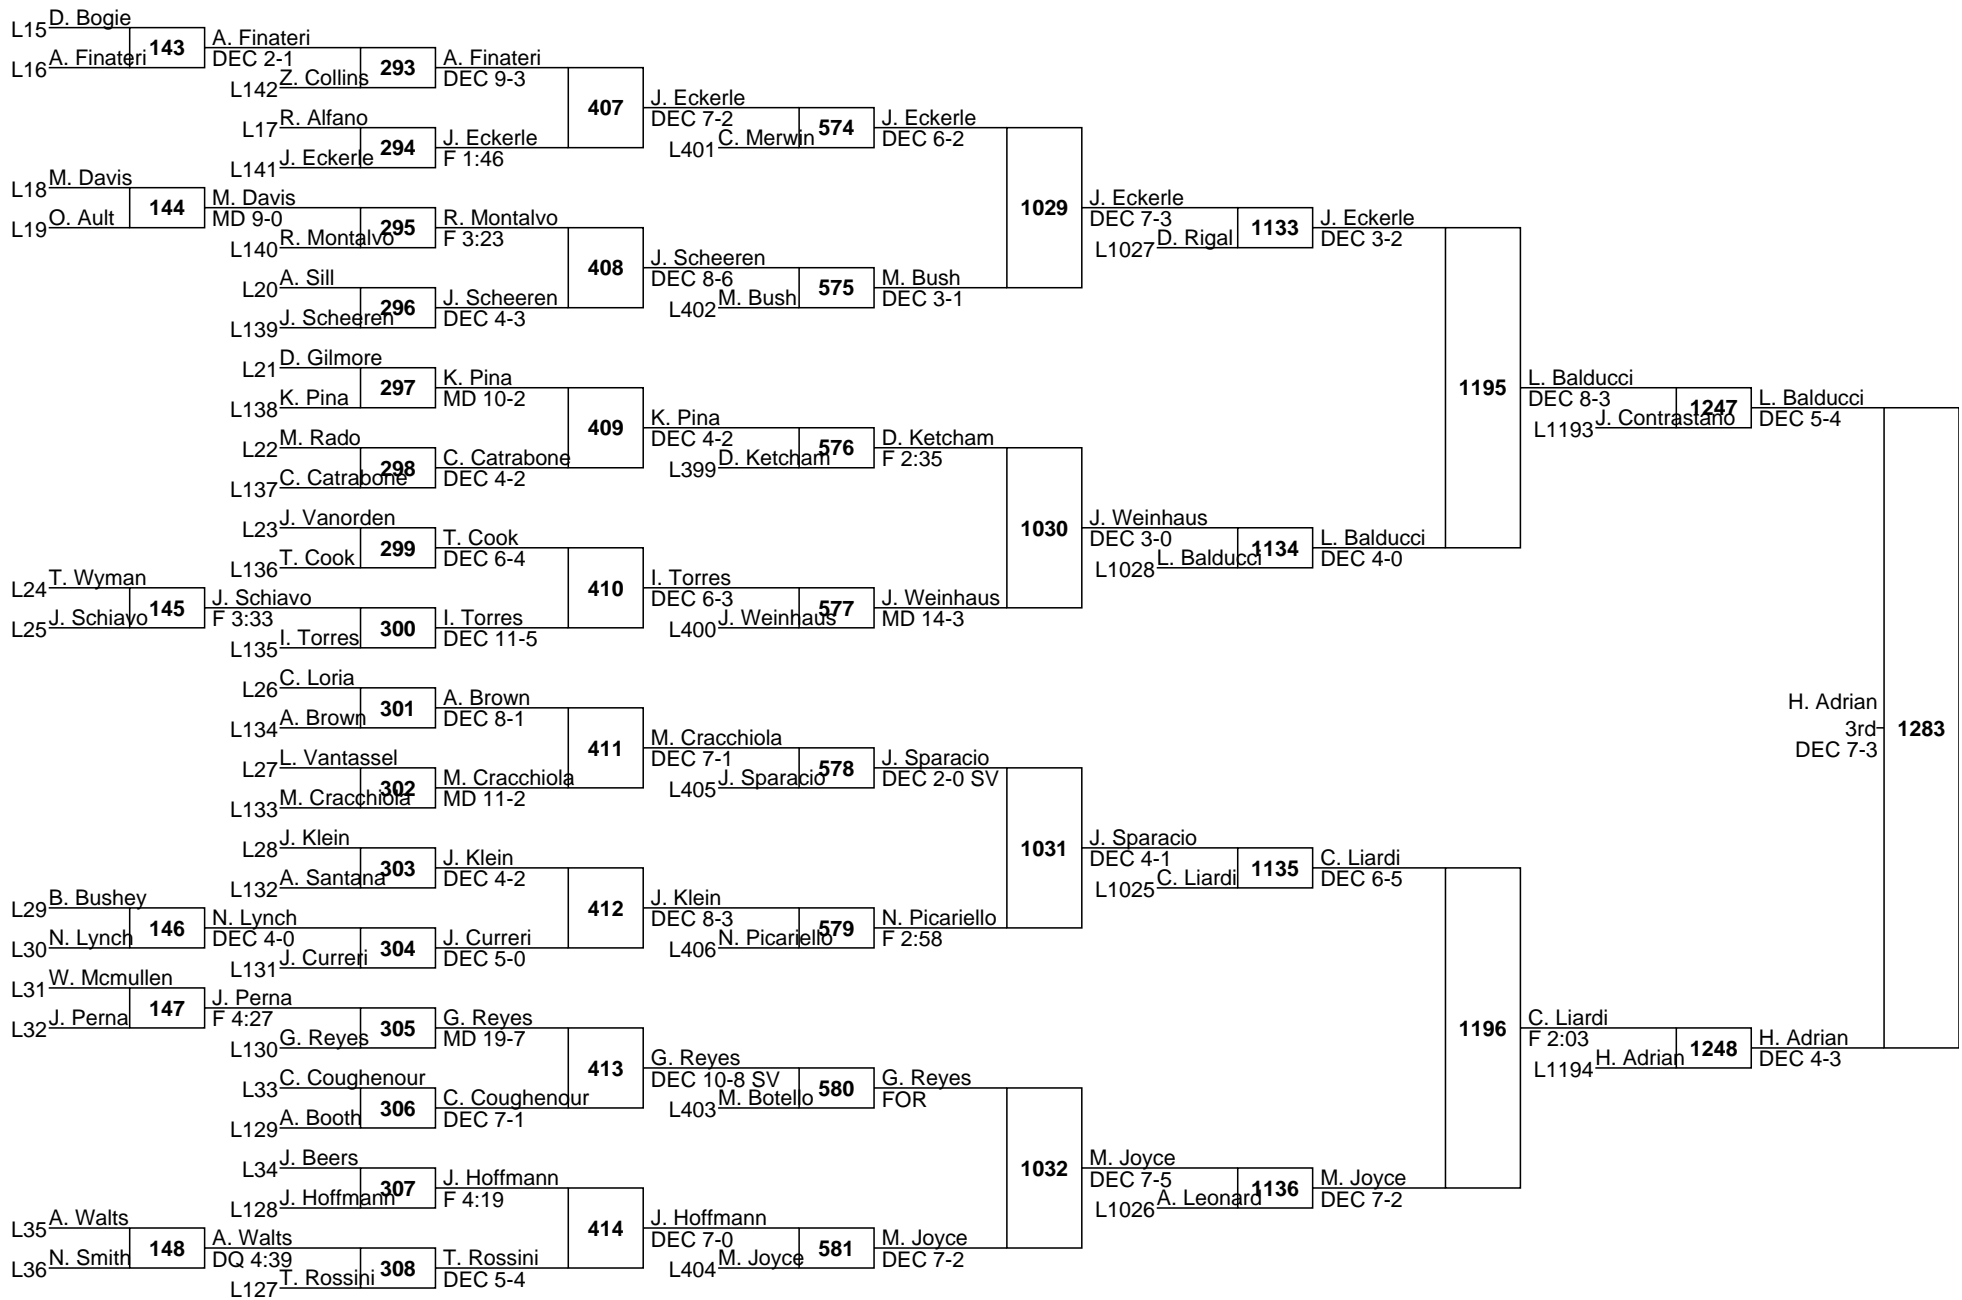 D. Bogie
L15
143
A. Finateri
DEC 2-1
L16
A. Finateri
293
A. Finateri
DEC 9-3
L142
Z. Collins
407
J. Eckerle
DEC 7-2
574
J. Eckerle
DEC 6-2
L401
C. Merwin
L17
R. Alfano
294
J. Eckerle
F 1:46
L141
J. Eckerle
L18
M. Davis
144
M. Davis
MD 9-0
L19
O. Ault
295
R. Montalvo
F 3:23
L140
R. Montalvo
1029
J. Eckerle
DEC 7-3
1133
J. Eckerle
DEC 3-2
L1027
D. Rigal
408
J. Scheeren
DEC 8-6
575
M. Bush
DEC 3-1
L402
M. Bush
L20
A. Sill
296
J. Scheeren
DEC 4-3
L139
J. Scheeren
L21
D. Gilmore
297
K. Pina
MD 10-2
L138
K. Pina
1195
L. Balducci
DEC 8-3
1247
L. Balducci
DEC 5-4
L1193
J. Contrastano
409
K. Pina
DEC 4-2
576
D. Ketcham
F 2:35
L399
D. Ketcham
L22
M. Rado
298
C. Catrabone
DEC 4-2
L137
C. Catrabone
L23
J. Vanorden
299
T. Cook
DEC 6-4
L136
T. Cook
1030
J. Weinhaus
DEC 3-0
1134
L. Balducci
DEC 4-0
L1028
L. Balducci
L24
T. Wyman
145
J. Schiavo
F 3:33
L25
J. Schiavo
410
I. Torres
DEC 6-3
577
J. Weinhaus
MD 14-3
L400
J. Weinhaus
300
I. Torres
DEC 11-5
L135
I. Torres
L26
C. Loria
301
A. Brown
DEC 8-1
L134
A. Brown
H. Adrian
3rd
DEC 7-3
1283
411
M. Cracchiola
DEC 7-1
578
J. Sparacio
DEC 2-0 SV
L405
J. Sparacio
L27
L. Vantassel
302
M. Cracchiola
MD 11-2
L133
M. Cracchiola
L28
J. Klein
303
J. Klein
DEC 4-2
L132
A. Santana
1031
J. Sparacio
DEC 4-1
1135
C. Liardi
DEC 6-5
L1025
C. Liardi
L29
B. Bushey
146
N. Lynch
DEC 4-0
L30
N. Lynch
412
J. Klein
DEC 8-3
579
N. Picariello
F 2:58
L406
N. Picariello
304
J. Curreri
DEC 5-0
L131
J. Curreri
L31
W. Mcmullen
147
J. Perna
F 4:27
L32
J. Perna
305
G. Reyes
MD 19-7
L130
G. Reyes
1196
C. Liardi
F 2:03
1248
H. Adrian
DEC 4-3
L1194
H. Adrian
413
G. Reyes
DEC 10-8 SV
580
G. Reyes
FOR
L403
M. Botello
L33
C. Coughenour
306
C. Coughenour
DEC 7-1
L129
A. Booth
L34
J. Beers
307
J. Hoffmann
F 4:19
L128
J. Hoffmann
1032
M. Joyce
DEC 7-5
1136
M. Joyce
DEC 7-2
L1026
A. Leonard
L35
A. Walts
148
A. Walts
DQ 4:39
L36
N. Smith
414
J. Hoffmann
DEC 7-0
581
M. Joyce
DEC 7-2
L404
M. Joyce
308
T. Rossini
DEC 5-4
L127
T. Rossini